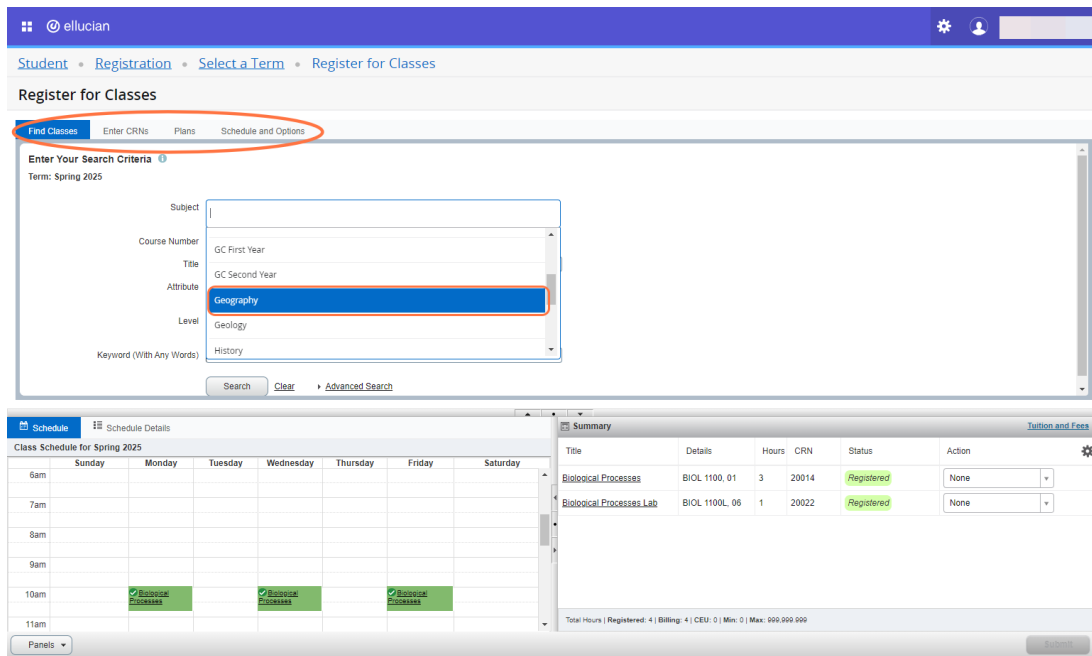 ellucian
Student • Registration • Select a Term • Register for Classes
Register for Classes
Find Classes Enter CRNs Plans Schedule and Options
Enter Your Search Criteria
Term: Spring 2025
Subject
Course Number
GC First Year
Title
GC Second Year
Attribute
Geography
Level
Geology
Keyword (With Any Words)
History
Search Clear Advanced Search
Schedule Schedule Details
Class Schedule for Spring 2025
Sunday Monday Tuesday Wednesday Thursday Friday Saturday
6am
7am
8am
9am
10am Biological Processes Biological Processes Biological Processes
11am
Panels
Summary Tuition and Fees
Title Details Hours CRN Status Action
Biological Processes BIOL 1100, 01 3 20014 Registered None
Biological Processes Lab BIOL 1100L, 06 1 20022 Registered None
Total Hours | Registered: 4 | Billing: 4 | CEU: 0 | Min: 0 | Max: 999,999.999
Submit